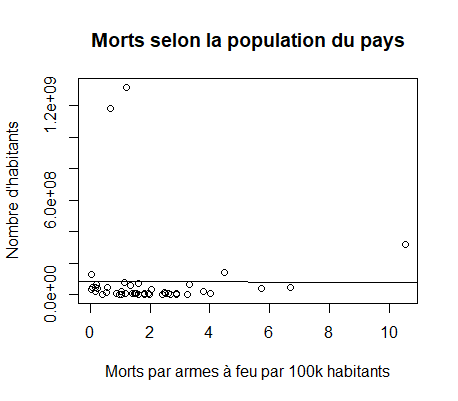 Morts selon la population du pays
Nombre d'habitants
1.2e+09
6.0e+08
0.0e+00
0 2 4 6 8 10
Morts par armes à feu par 100k habitants